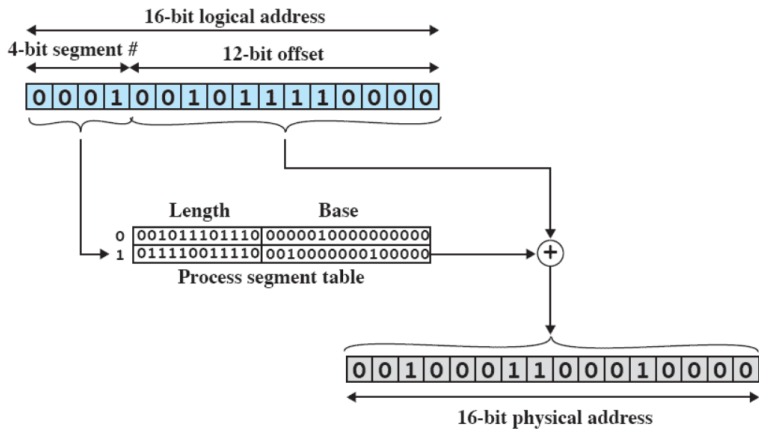 16-bit logical address
4-bit segment # 12-bit offset
0 0 0 1 0 0 1 0 1 1 1 1 0 0 0 0
Length Base
0 001011101110 0000010000000000
1 011110011110 0010000000100000
Process segment table
+
0 0 1 0 0 0 1 1 0 0 0 1 0 0 0 0
16-bit physical address